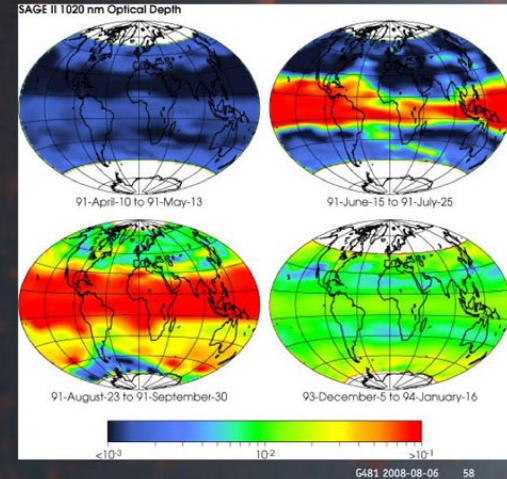 SAGE II 1020 nm Optical Depth
91-April-10 to 91-May-13
91-June-15 to 91-July-25
91-August-23 to 91-September-30
93-December-5 to 94-January-16
<10-3
10-2
>10-1
G481 2008-08-06 58